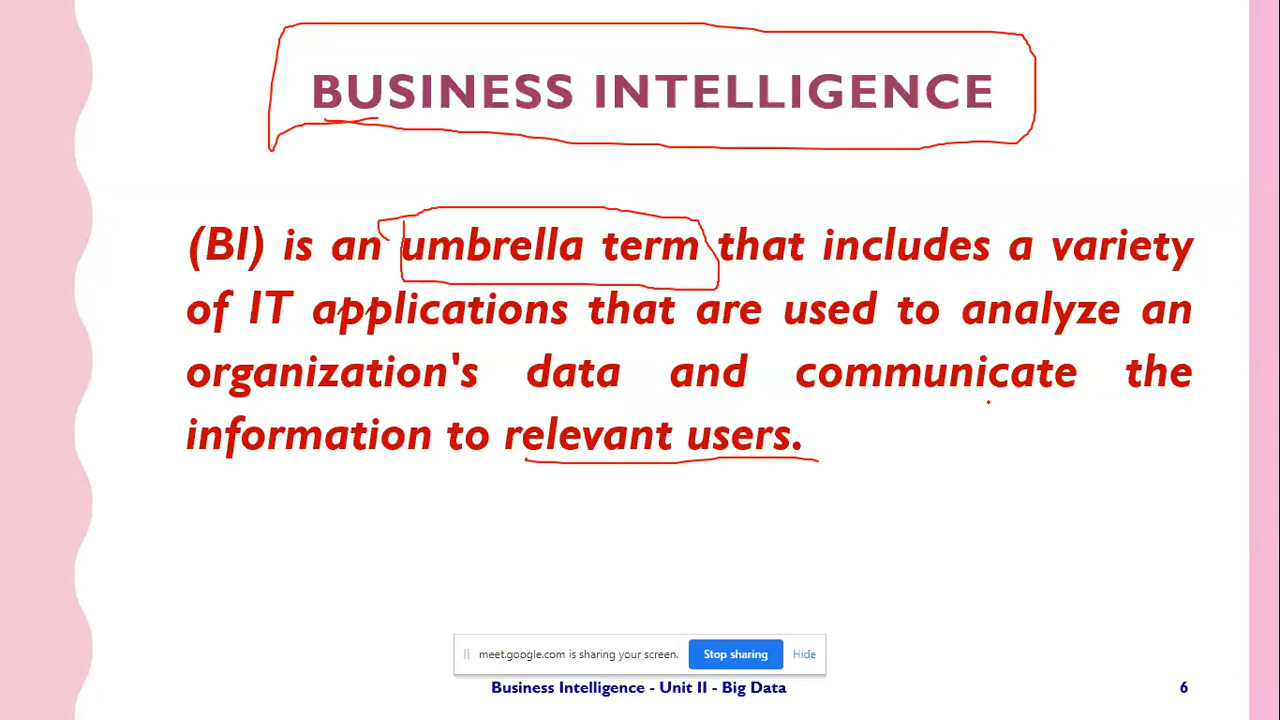 BUSINESS INTELLIGENCE
(BI) is an umbrella term that includes a variety
of IT applications that are used to analyze an
organization's data and communicate the
information to relevant users.
meet.google.com is sharing your screen. Stop sharing Hide
Business Intelligence - Unit II - Big Data 6